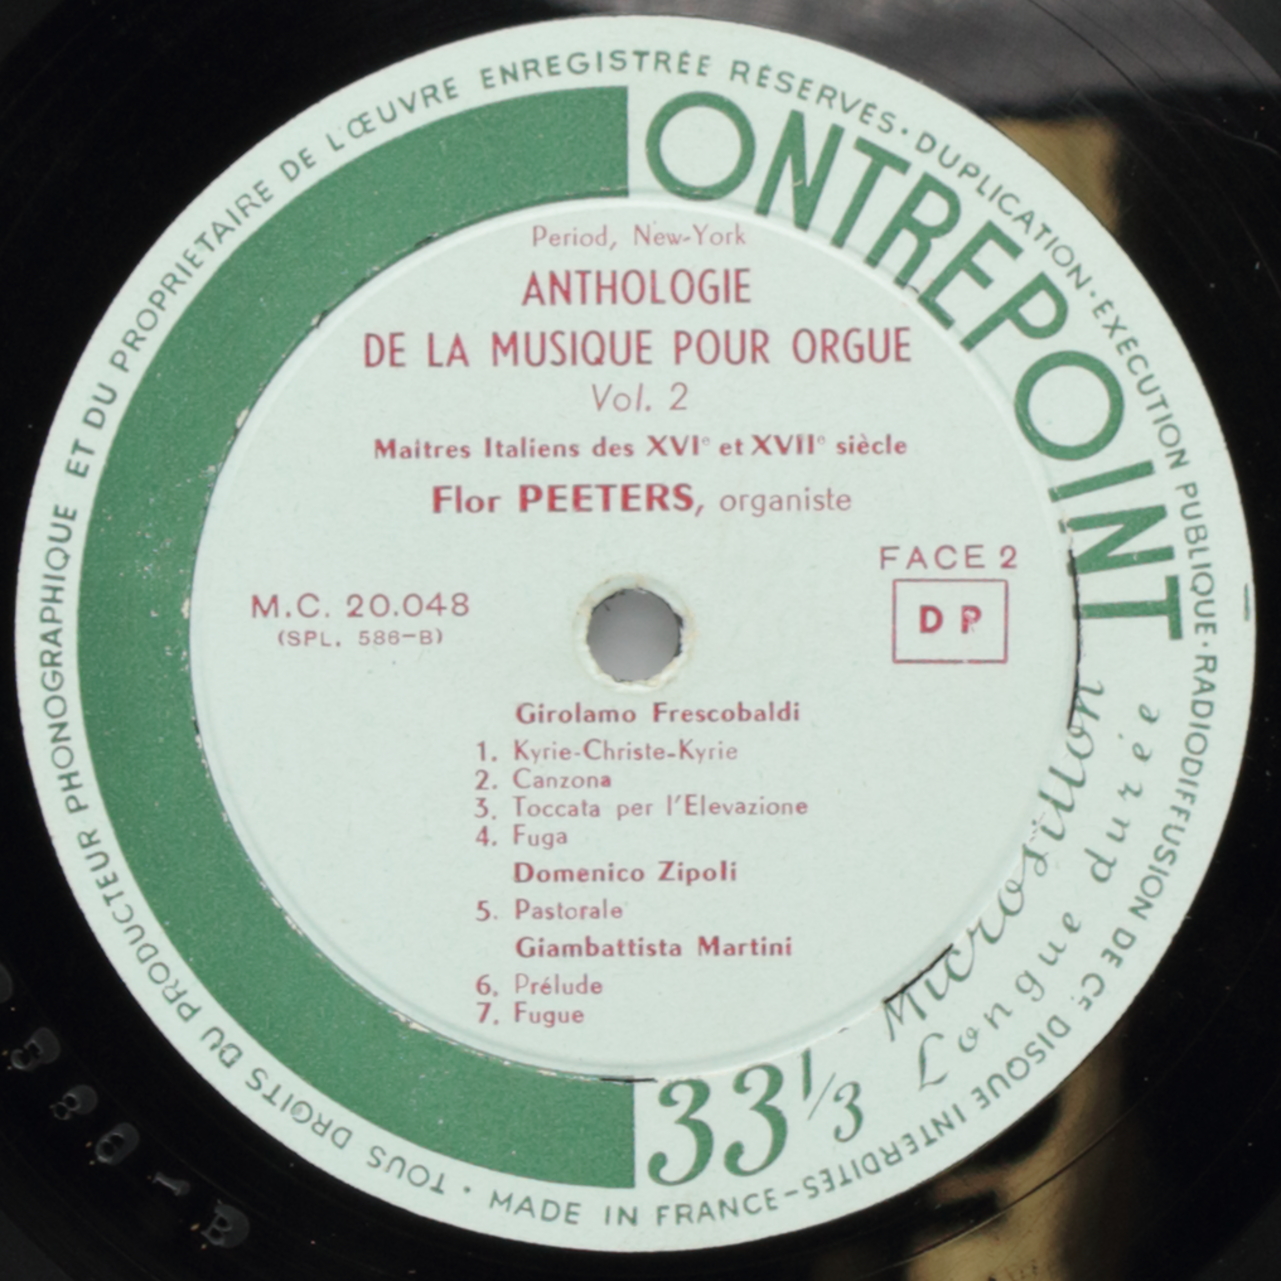 TOUS DROITS DU PRODUCTEUR PHONOGRAPHIQUE ET DU PROPRIETAIRE DE L'ŒUVRE ENREGISTRÉE RÉSERVÉS · DUPLICATION · EXECUTION PUBLIQUE · RADIODIFFUSION DE CE DISQUE INTERDITES - MADE IN FRANCE ·
CONTREPOINT
Period, New-York
ANTHOLOGIE
DE LA MUSIQUE POUR ORGUE
Vol. 2
Maitres Italiens des XVIe et XVIIe siècle
Flor PEETERS, organiste
FACE 2
M.C. 20.048
(SPL. 586-B)
D P
Girolamo Frescobaldi
1. Kyrie-Christe-Kyrie
2. Canzona
3. Toccata per l'Elevazione
4. Fuga
Domenico Zipoli
5. Pastorale
Giambattista Martini
6. Prélude
7. Fugue
33 1/3
Microsillon
Longue durée